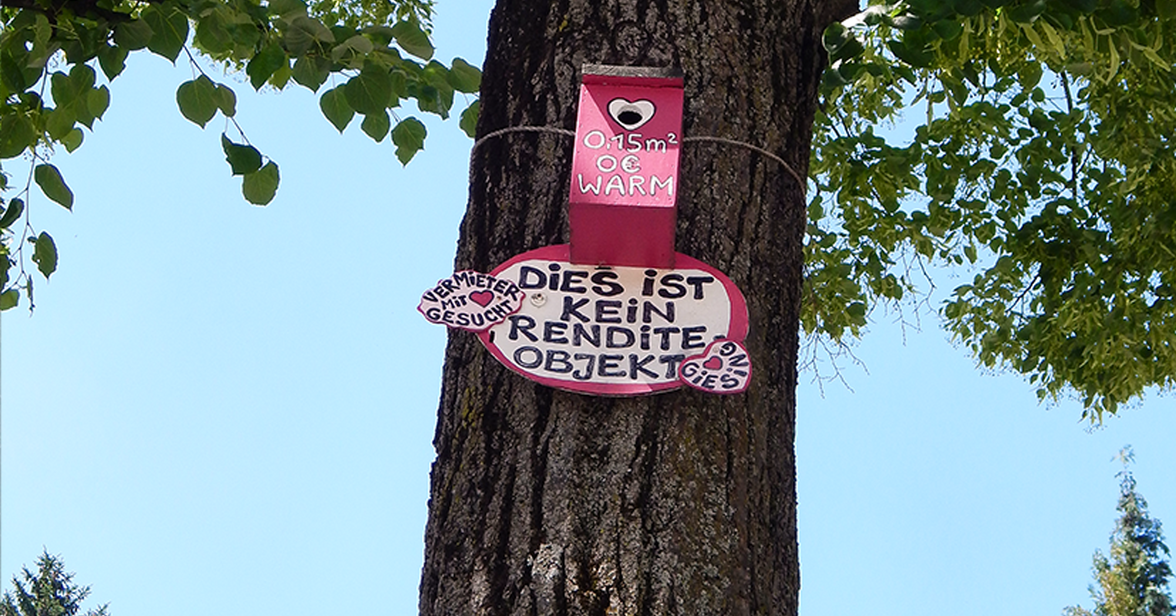 0,15m²
0€
WARM
VERMIETER
MIT
GESUCHT
DIES IST
KEIN
RENDITE-
OBJEKT
GIESING